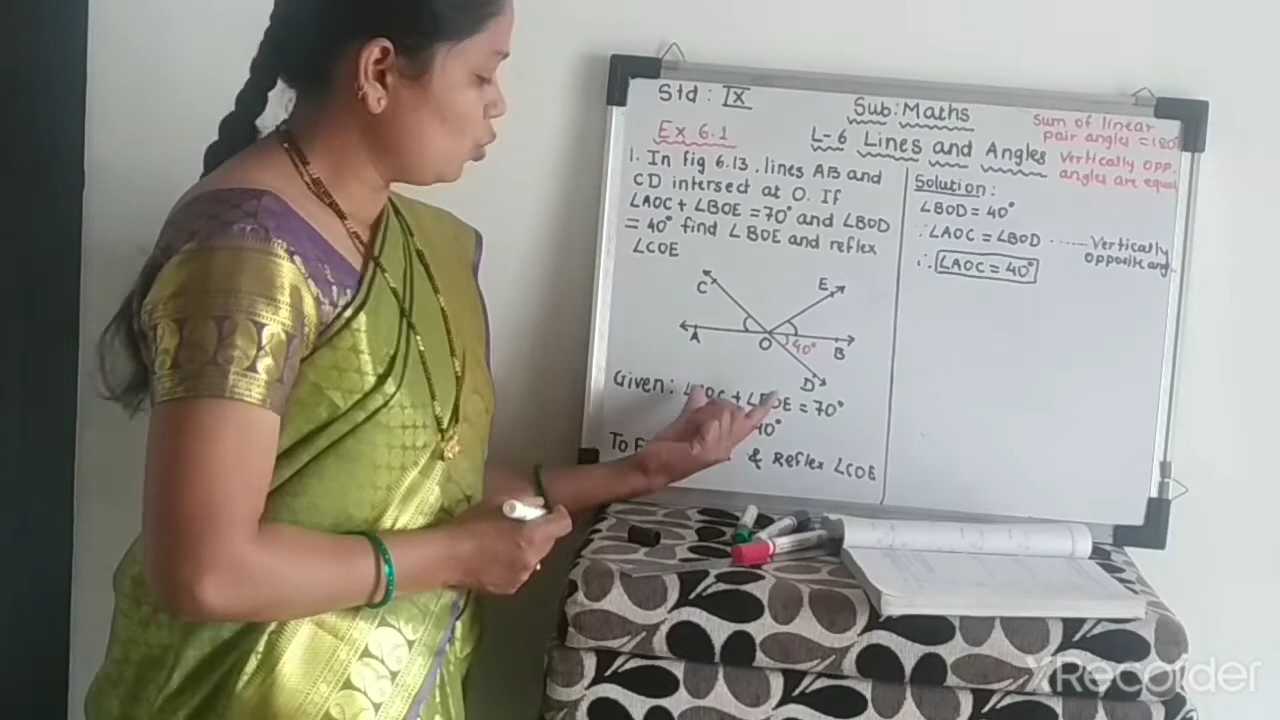 Std : IX
Sub: Maths
Sum of linear
pair angles = 180°
Ex 6.1
L-6 Lines and Angles
Vertically opp.
angles are equal
1. In fig 6.13, lines AB and
CD intersect at O. If
∠AOC + ∠BOE = 70° and ∠BOD
= 40° find ∠BOE and reflex
∠COE
C
E
A
O
40°
B
D
Given: + = 70°
40°
To & Reflex ∠COE
Solution:
∠BOD = 40°
∵ ∠AOC = ∠BOD ...... Vertically
opposite
∴ ∠AOC = 40°
XRecorder